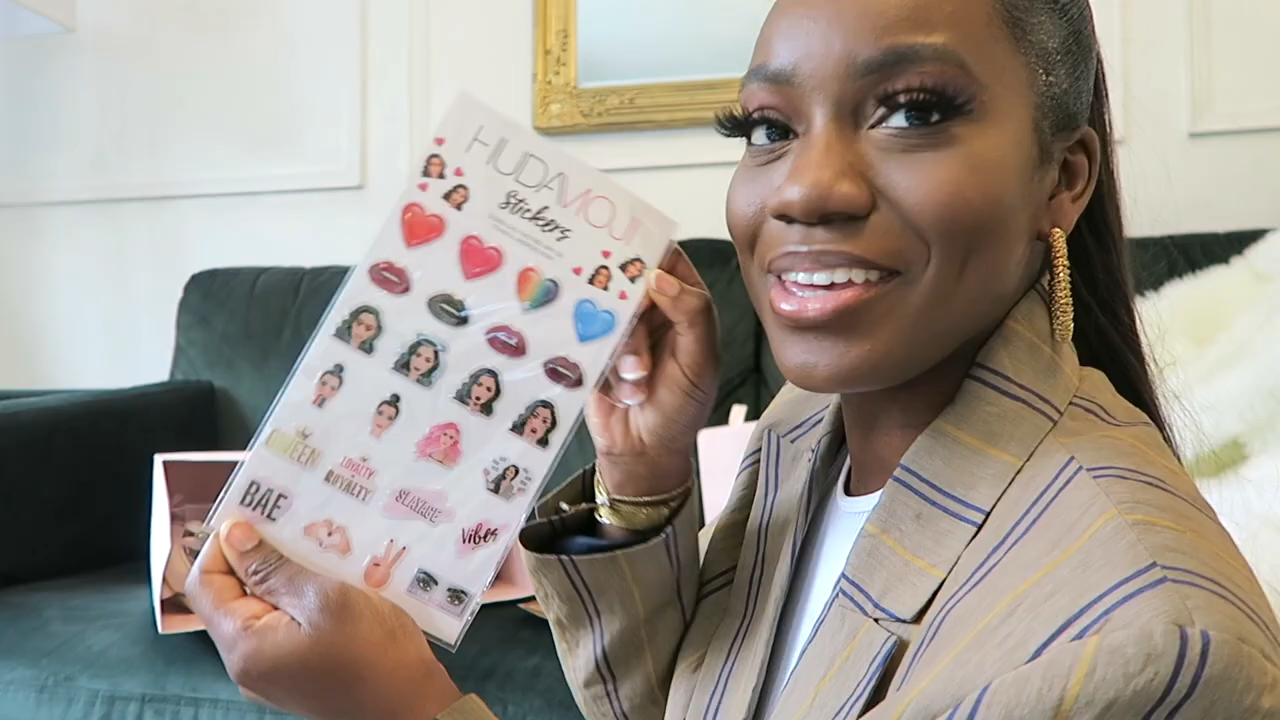 HUDAMOJI
Stickers
QUEEN
LOYALTY
ROYALTY
BAE
SLAYAGE
Vibes